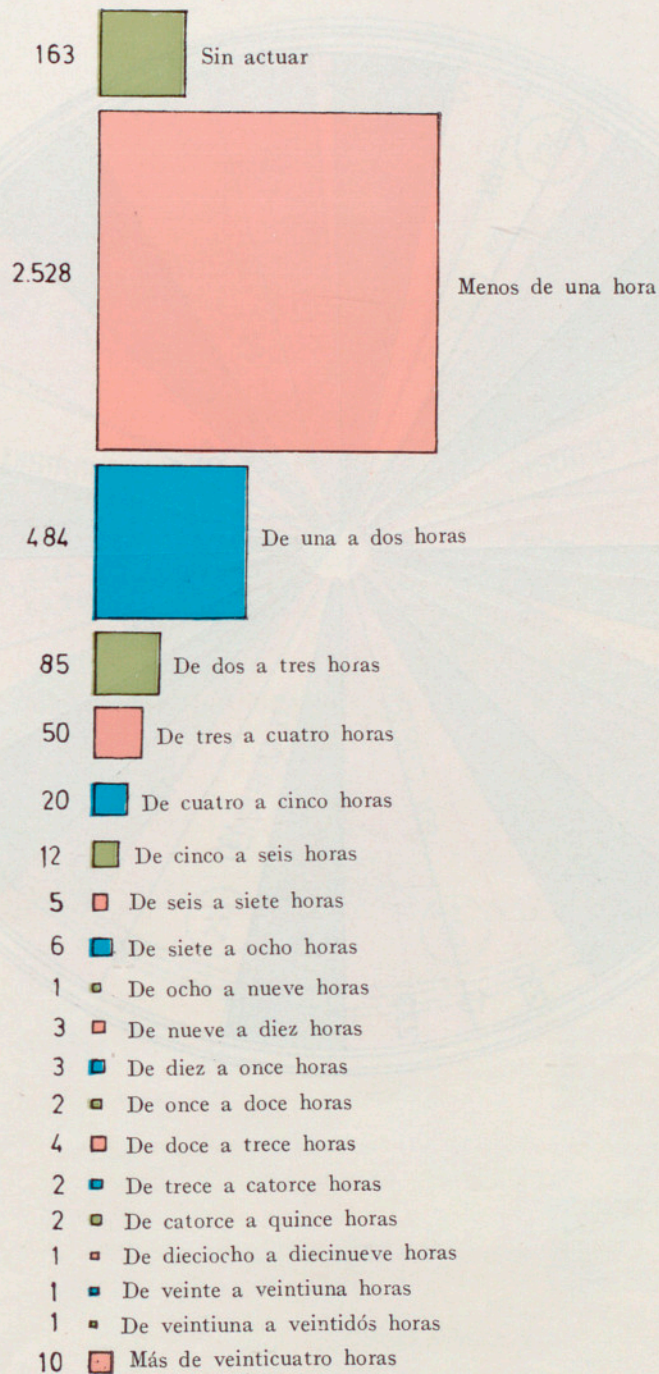 163 Sin actuar
2.528 Menos de una hora
484 De una a dos horas
85 De dos a tres horas
50 De tres a cuatro horas
20 De cuatro a cinco horas
12 De cinco a seis horas
5 De seis a siete horas
6 De siete a ocho horas
1 De ocho a nueve horas
3 De nueve a diez horas
3 De diez a once horas
2 De once a doce horas
4 De doce a trece horas
2 De trece a catorce horas
2 De catorce a quince horas
1 De dieciocho a diecinueve horas
1 De veinte a veintiuna horas
1 De veintiuna a veintidós horas
10 Más de veinticuatro horas